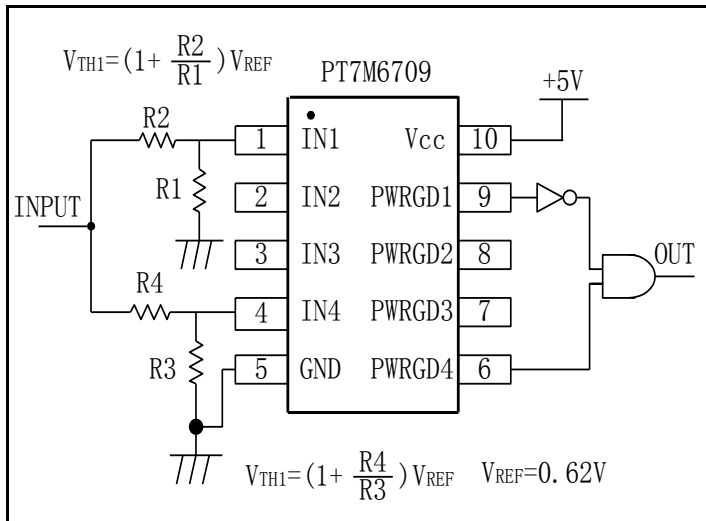 VTH1=(1+ R2/R1)VREF
PT7M6709
+5V
R2
1 IN1 Vcc 10
R1
2 IN2 PWRGD1 9
INPUT
3 IN3 PWRGD2 8
OUT
R4
4 IN4 PWRGD3 7
R3
5 GND PWRGD4 6
VTH1=(1+ R4/R3)VREF VREF=0.62V